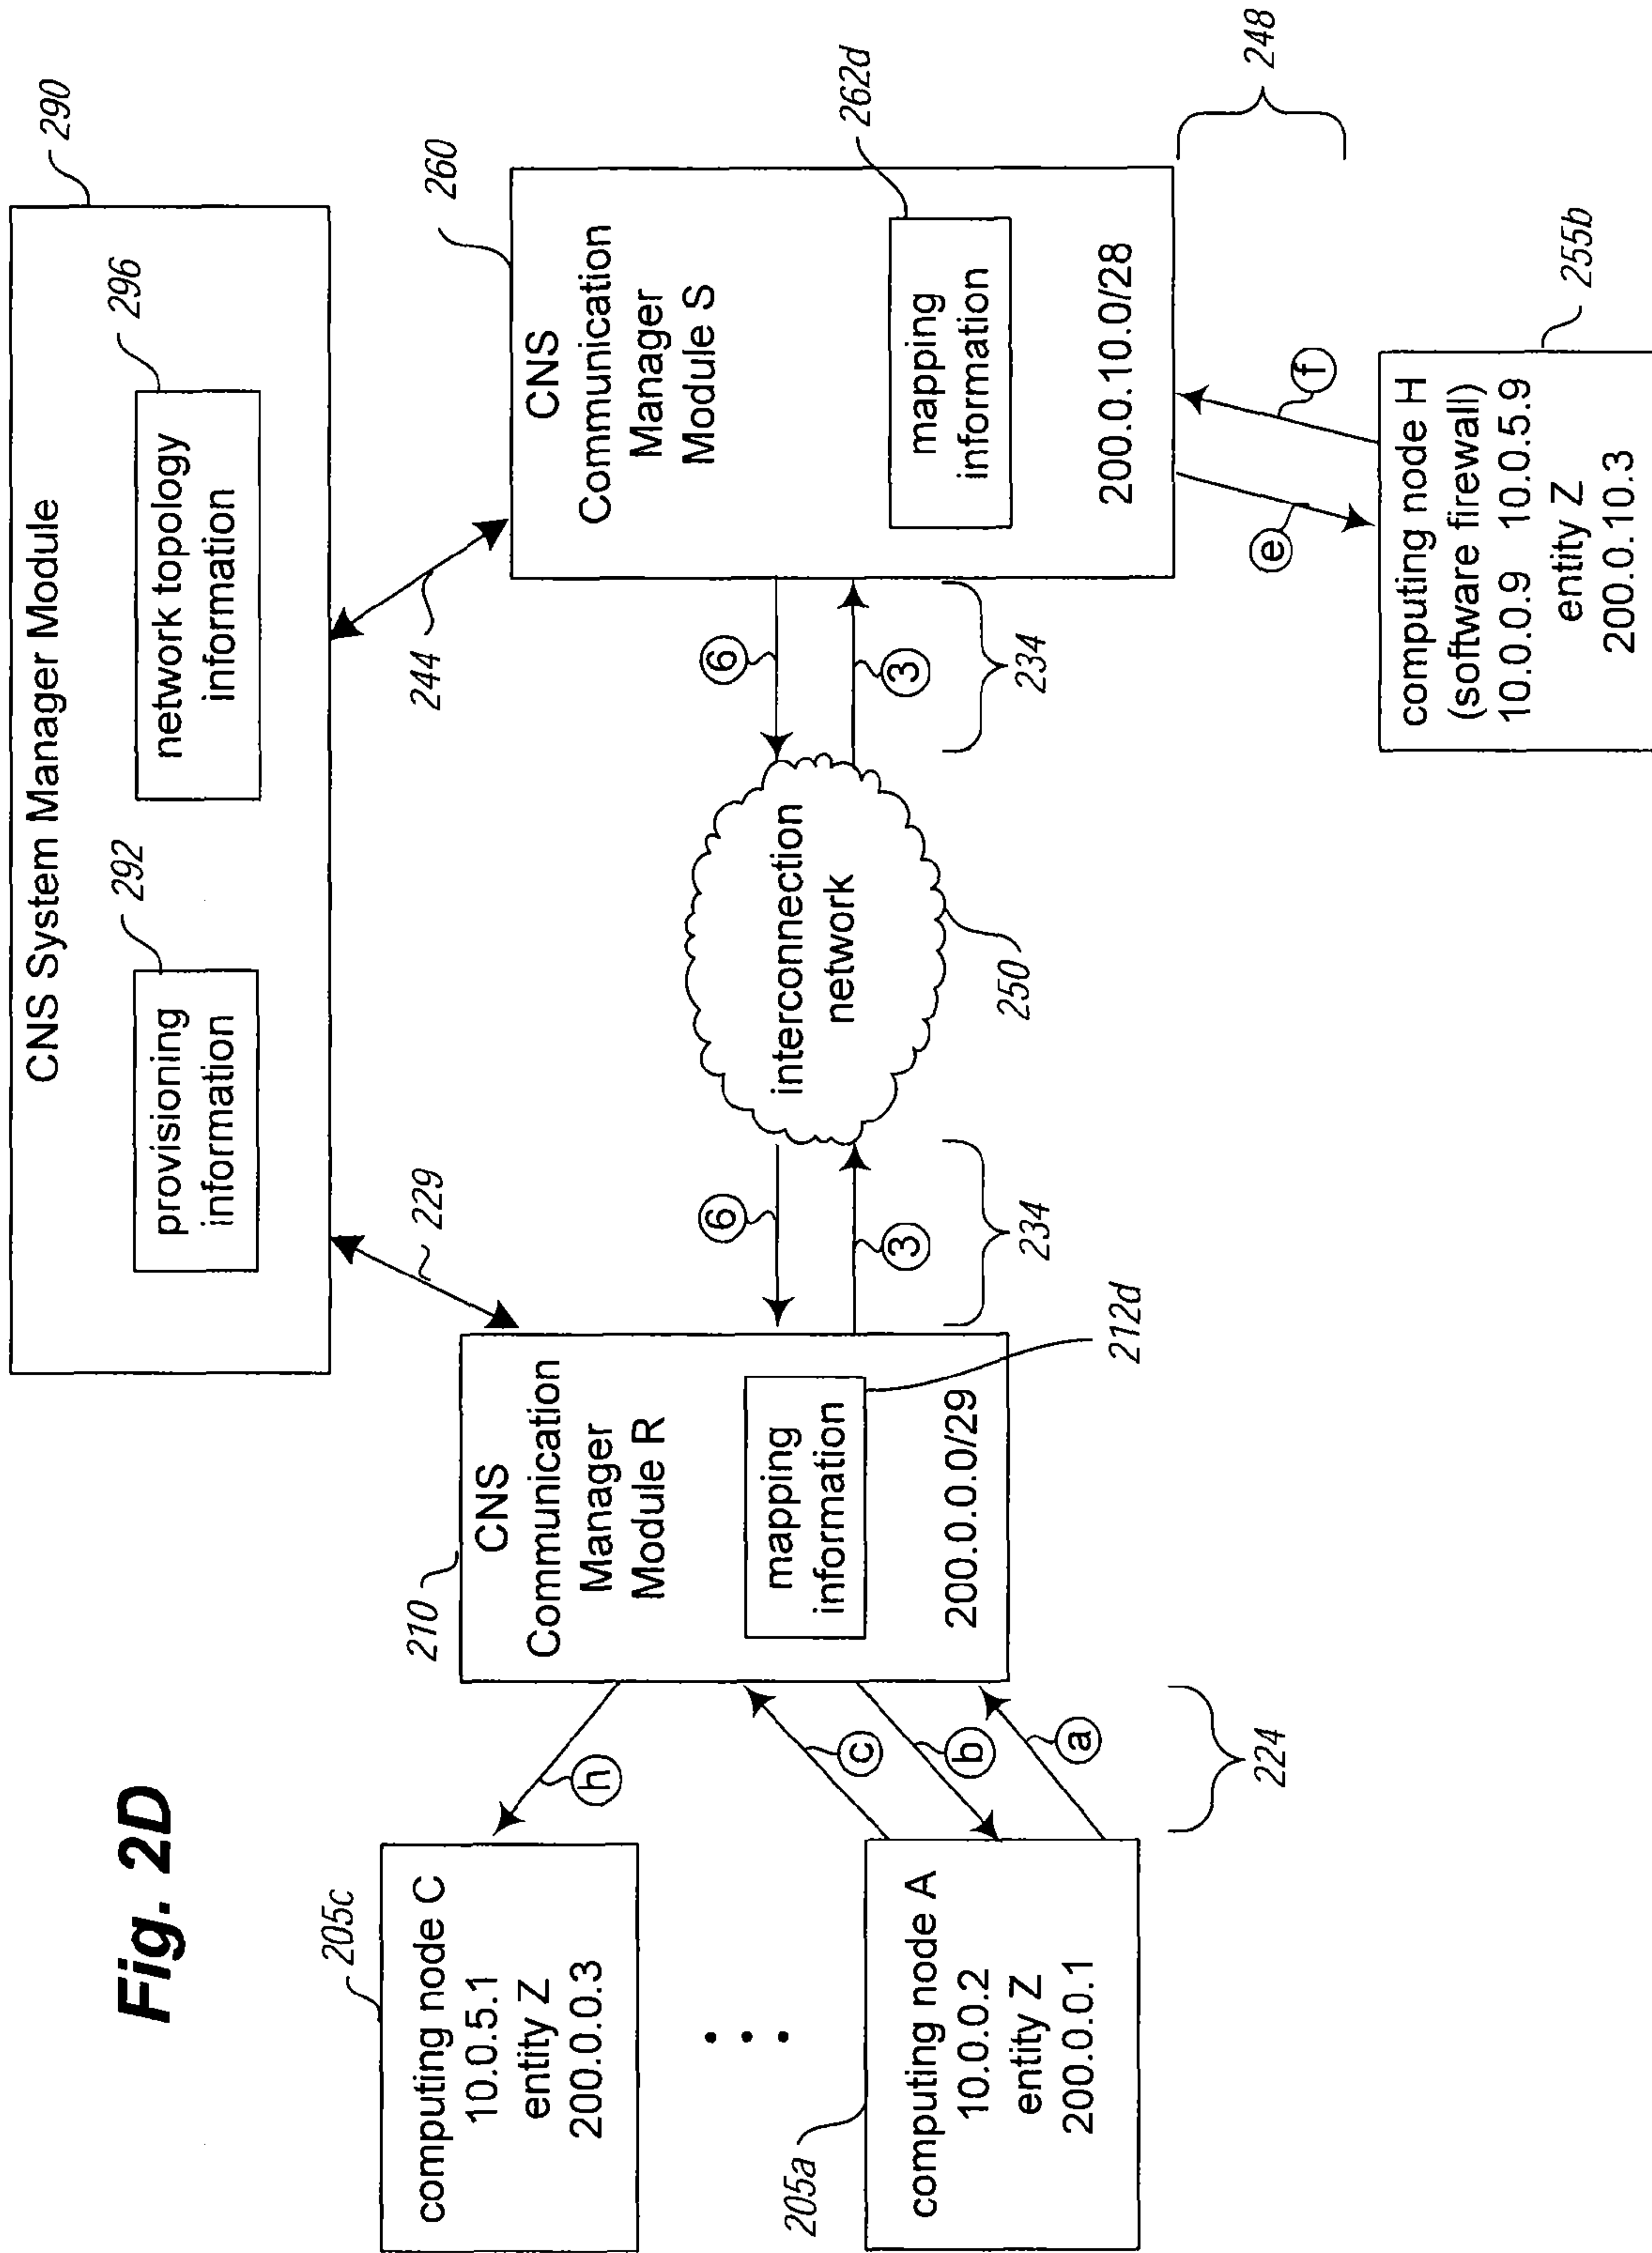 Fig. 2D
CNS System Manager Module
290
provisioning
information
292
network topology
information
296
229
244
210
CNS
Communication
Manager
Module R
mapping
information
212d
200.0.0.0/29
6
3
234
interconnection
network
250
6
3
234
260
CNS
Communication
Manager
Module S
mapping
information
262d
200.0.10.0/28
205c
computing node C
10.0.5.1
entity Z
200.0.0.3
h
c
b
a
224
205a
computing node A
10.0.0.2
entity Z
200.0.0.1
e
f
248
255b
computing node H
(software firewall)
10.0.0.9 10.0.5.9
entity Z
200.0.10.3